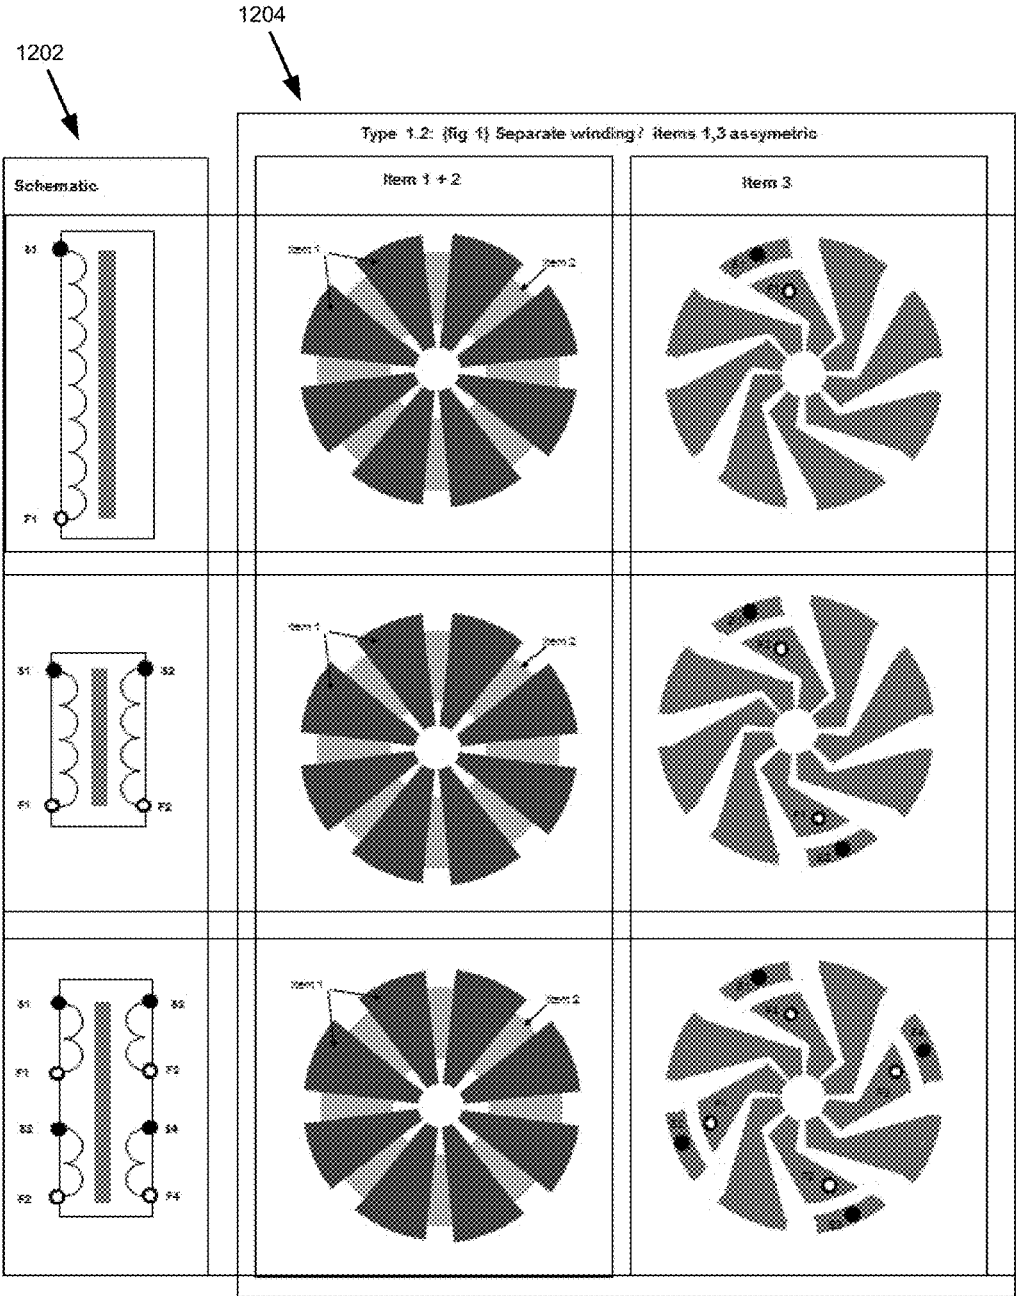 1204
1202
Type 1.2: (fig 1) Separate winding? items 1,3 assymetric
Schematic
Item 1 + 2
Item 3
S1
Item 1
Item 2
F1
Item 1
Item 2
S1
S2
F1
F2
Item 1
Item 2
S1
F1
S2
S4
F2
F4